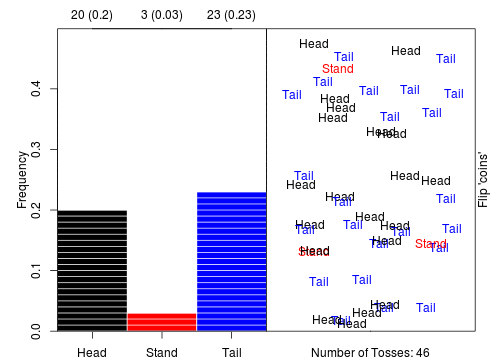 20 (0.2) 3 (0.03) 23 (0.23)
Frequency
0.4
0.3
0.2
0.1
0.0
Head Stand Tail
Head
Head
Tail
Tail
Stand
Tail
Tail
Tail
Tail
Tail
Head
Head
Tail
Head
Tail
Head
Head
Tail
Head
Head
Head
Head
Tail
Tail
Head
Head
Tail
Head
Tail
Tail
Tail
Head
Tail
Stand
Tail
Stand
Head
Tail
Tail
Head
Tail
Tail
Head
Head
Tail
Head
Number of Tosses: 46
Flip 'coins'